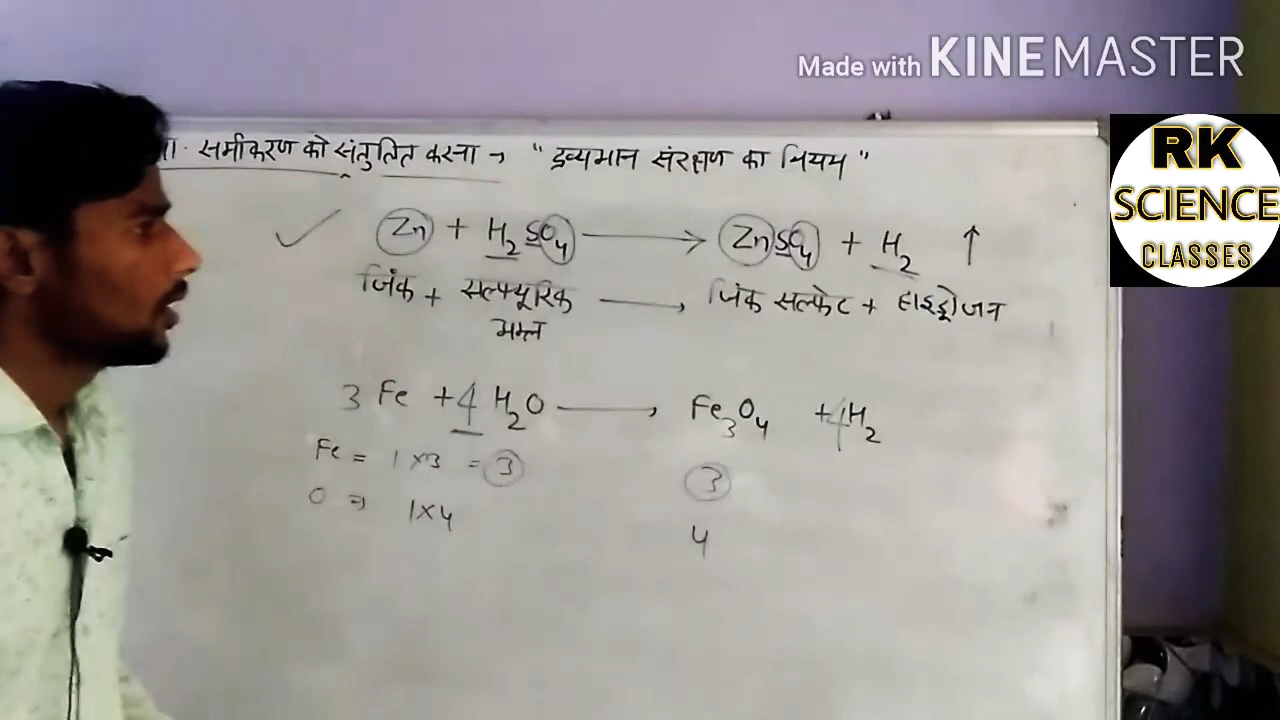 Made with KINEMASTER
RK
SCIENCE
CLASSES
समीकरण को संतुलित करना → " द्रव्यमान संरक्षण का नियम "
Zn + H₂SO₄ ⟶ ZnSO₄ + H₂ ↑
जिंक + सल्फ्यूरिक ⟶ जिंक सल्फेट + हाइड्रोजन
अम्ल
3 Fe + 4 H₂O ⟶ Fe₃O₄ + 4H₂
Fe = 1×3 = 3 3
O ⇒ 1×4 4